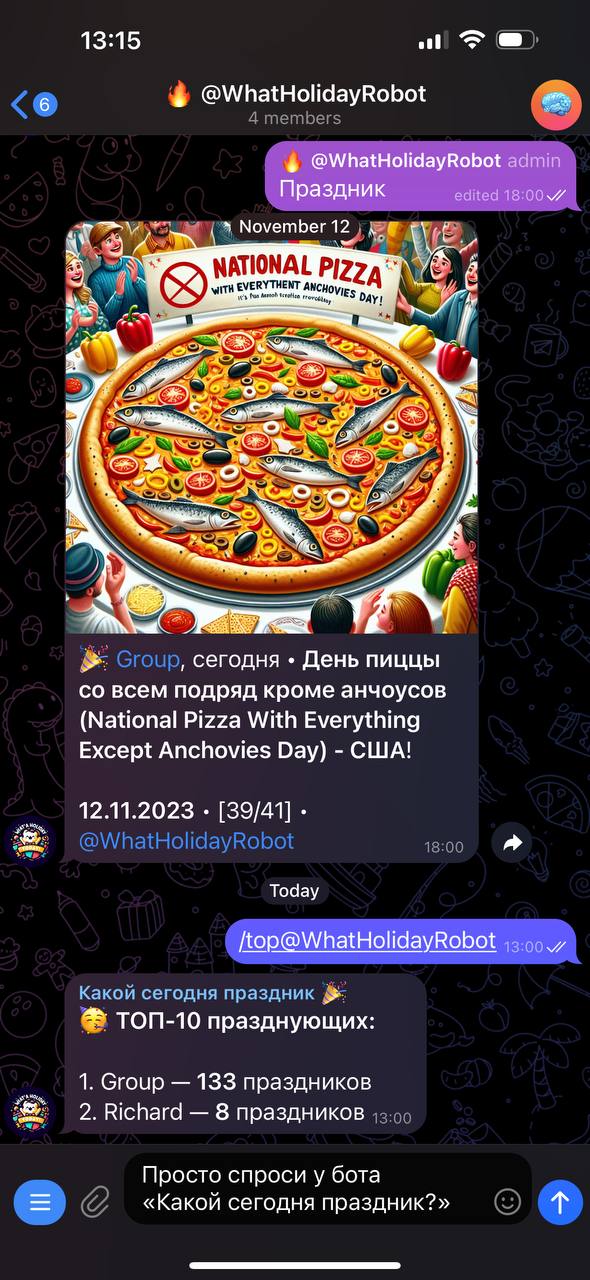 13:15
6
🔥 @WhatHolidayRobot
4 members
🔥 @WhatHolidayRobot admin
Праздник
edited 18:00
November 12
NATIONAL PIZZA
WITH EVERYTHENT ANCHOVIES DAY!
🎉 Group, сегодня • День пиццы
со всем подряд кроме анчоусов
(National Pizza With Everything
Except Anchovies Day) - США!
12.11.2023 • [39/41] •
@WhatHolidayRobot
18:00
Today
/top@WhatHolidayRobot 13:00
Какой сегодня праздник 🎉
🥳 ТОП-10 празднующих:
1. Group — 133 праздников
2. Richard — 8 праздников 13:00
Просто спроси у бота
«Какой сегодня праздник?»